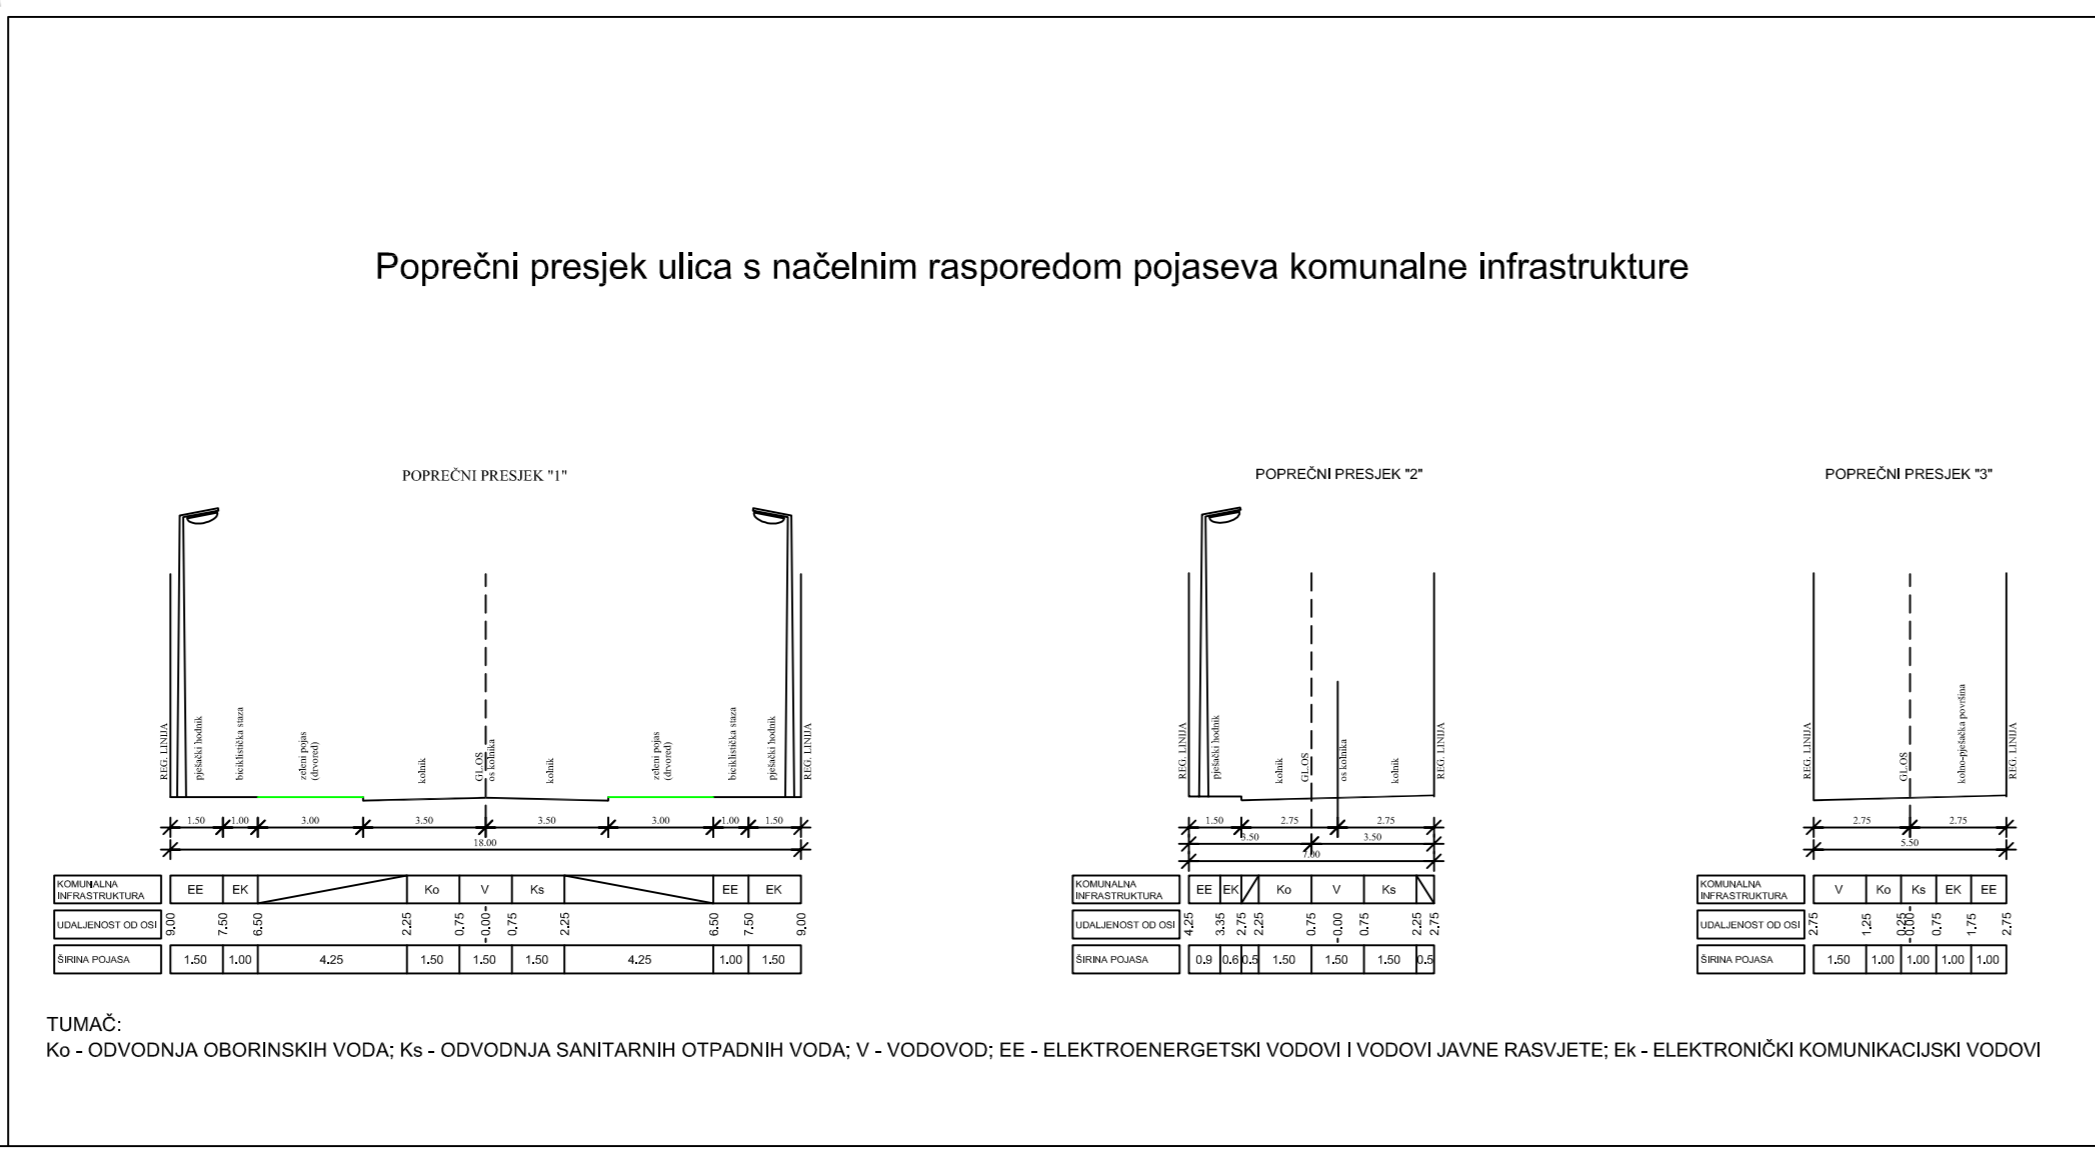 Poprečni presjek ulica s načelnim rasporedom pojaseva komunalne infrastrukture
POPREČNI PRESJEK "1"
REG. LINIJA
pješački hodnik
biciklistička staza
zeleni pojas
(drvored)
kolnik
GL.OS
os kolnika
kolnik
zeleni pojas
(drvored)
biciklistička staza
pješački hodnik
REG. LINIJA
1.50 1.00 3.00 3.50 3.50 3.00 1.00 1.50
18.00
KOMUNALNA
INFRASTRUKTURA
EE EK Ko V Ks EE EK
UDALJENOST OD OSI
9.00 7.50 6.50 2.25 0.75 0.00 0.75 2.25 6.50 7.50 9.00
ŠIRINA POJASA
1.50 1.00 4.25 1.50 1.50 1.50 4.25 1.00 1.50
POPREČNI PRESJEK "2"
REG. LINIJA
pješački hodnik
kolnik
GL.OS
os kolnika
kolnik
REG. LINIJA
1.50 2.75 2.75
3.50 3.50
7.00
KOMUNALNA
INFRASTRUKTURA
EE EK Ko V Ks
UDALJENOST OD OSI
4.25 3.35 2.75 2.25 0.75 0.00 0.75 2.25 2.75
ŠIRINA POJASA
0.9 0.6 0.5 1.50 1.50 1.50 0.5
POPREČNI PRESJEK "3"
REG. LINIJA
GL.OS
kolno-pješačka površina
REG. LINIJA
2.75 2.75
5.50
KOMUNALNA
INFRASTRUKTURA
V Ko Ks EK EE
UDALJENOST OD OSI
2.75 1.25 0.25 0.00 0.75 1.75 2.75
ŠIRINA POJASA
1.50 1.00 1.00 1.00 1.00
TUMAČ:
Ko - ODVODNJA OBORINSKIH VODA; Ks - ODVODNJA SANITARNIH OTPADNIH VODA; V - VODOVOD; EE - ELEKTROENERGETSKI VODOVI I VODOVI JAVNE RASVJETE; Ek - ELEKTRONIČKI KOMUNIKACIJSKI VODOVI